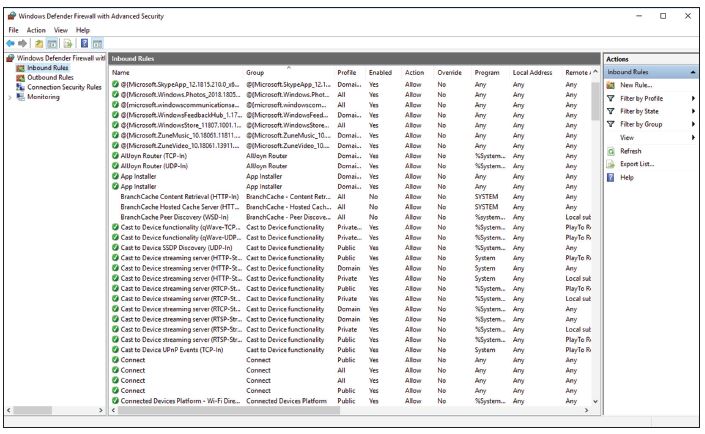 Windows Defender Firewall with Advanced Security
File Action View Help
Windows Defender Firewall witl
Inbound Rules
Outbound Rules
Connection Security Rules
Monitoring
Inbound Rules
Name Group Profile Enabled Action Override Program Local Address Remote
@{Microsoft.SkypeApp_12.1815.210.0_x6... @{Microsoft.SkypeApp_12.1... Domai... Yes Allow No Any Any Any
@{Microsoft.Windows.Photos_2018.1805... @{Microsoft.Windows.Phot... All Yes Allow No Any Any Any
@{microsoft.windowscommunicationsa... @{microsoft.windowscom... All Yes Allow No Any Any Any
@{Microsoft.WindowsFeedbackHub_1.17... @{Microsoft.WindowsFeed... Domai... Yes Allow No Any Any Any
@{Microsoft.WindowsStore_11807.1001.1... @{Microsoft.WindowsStore... All Yes Allow No Any Any Any
@{Microsoft.ZuneMusic_10.18061.11811.... @{Microsoft.ZuneMusic_10.... Domai... Yes Allow No Any Any Any
@{Microsoft.ZuneVideo_10.18061.13911.... @{Microsoft.ZuneVideo_10.... Domai... Yes Allow No Any Any Any
AllJoyn Router (TCP-In) AllJoyn Router Domai... Yes Allow No %System... Any Any
AllJoyn Router (UDP-In) AllJoyn Router Domai... Yes Allow No %System... Any Any
App Installer App Installer Domai... Yes Allow No Any Any Any
App Installer App Installer Domai... Yes Allow No Any Any Any
BranchCache Content Retrieval (HTTP-In) BranchCache - Content Retr... All No Allow No SYSTEM Any Any
BranchCache Hosted Cache Server (HTT... BranchCache - Hosted Cach... All No Allow No SYSTEM Any Any
BranchCache Peer Discovery (WSD-In) BranchCache - Peer Discove... All No Allow No %system... Any Local sub
Cast to Device functionality (qWave-TCP... Cast to Device functionality Private... Yes Allow No %System... Any PlayTo R
Cast to Device functionality (qWave-UDP... Cast to Device functionality Private... Yes Allow No %System... Any PlayTo R
Cast to Device SSDP Discovery (UDP-In) Cast to Device functionality Public Yes Allow No %System... Any Any
Cast to Device streaming server (HTTP-St... Cast to Device functionality Public Yes Allow No System Any PlayTo R
Cast to Device streaming server (HTTP-St... Cast to Device functionality Domain Yes Allow No System Any Any
Cast to Device streaming server (HTTP-St... Cast to Device functionality Private Yes Allow No System Any Local sub
Cast to Device streaming server (RTCP-St... Cast to Device functionality Public Yes Allow No %System... Any PlayTo R
Cast to Device streaming server (RTCP-St... Cast to Device functionality Private Yes Allow No %System... Any Local sub
Cast to Device streaming server (RTCP-St... Cast to Device functionality Domain Yes Allow No %System... Any Any
Cast to Device streaming server (RTSP-Str... Cast to Device functionality Domain Yes Allow No %System... Any Any
Cast to Device streaming server (RTSP-Str... Cast to Device functionality Private Yes Allow No %System... Any Local sub
Cast to Device streaming server (RTSP-Str... Cast to Device functionality Public Yes Allow No %System... Any PlayTo R
Cast to Device UPnP Events (TCP-In) Cast to Device functionality Public Yes Allow No System Any PlayTo R
Connect Connect Public Yes Allow No Any Any Any
Connect Connect All Yes Allow No Any Any Any
Connect Connect All Yes Allow No Any Any Any
Connect Connect Public Yes Allow No Any Any Any
Connected Devices Platform - Wi-Fi Dire... Connected Devices Platform Public Yes Allow No %System... Any Any
Actions
Inbound Rules
New Rule...
Filter by Profile
Filter by State
Filter by Group
View
Refresh
Export List...
Help